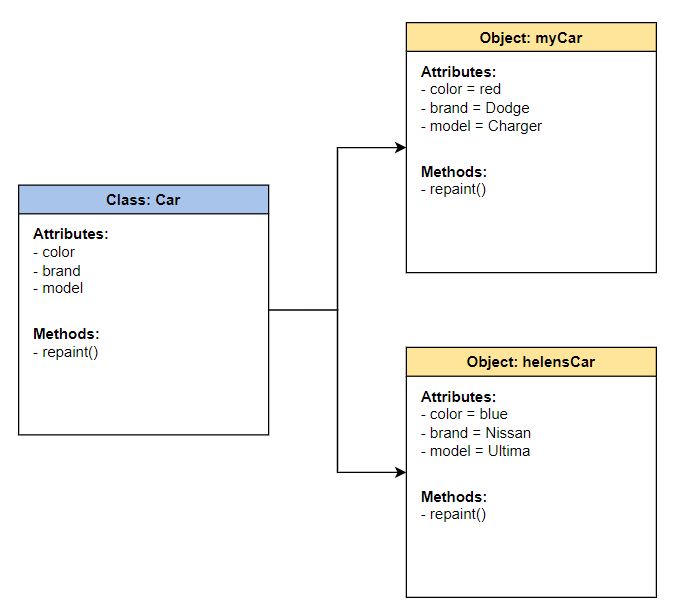 Class: Car
Attributes:
- color
- brand
- model
Methods:
- repaint()
Object: myCar
Attributes:
- color = red
- brand = Dodge
- model = Charger
Methods:
- repaint()
Object: helensCar
Attributes:
- color = blue
- brand = Nissan
- model = Ultima
Methods:
- repaint()